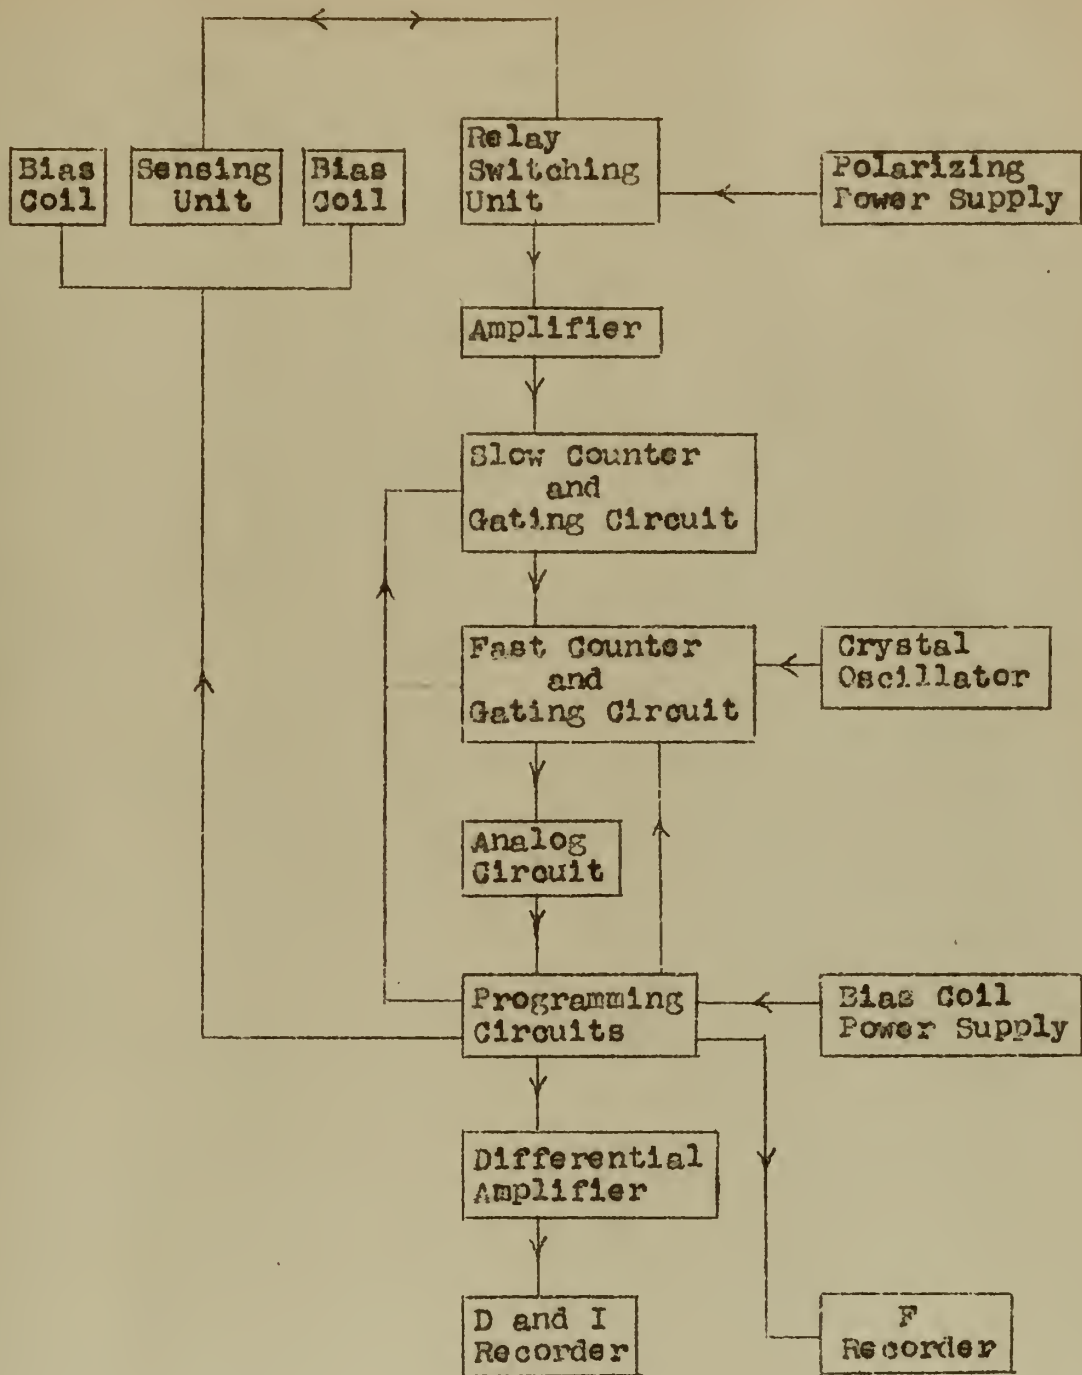 Bias
Coil
Sensing
Unit
Bias
Coil
Relay
Switching
Unit
Polarizing
Power Supply
Amplifier
Slow Counter
and
Gating Circuit
Fast Counter
and
Gating Circuit
Crystal
Oscillator
Analog
Circuit
Programming
Circuits
Bias Coil
Power Supply
Differential
Amplifier
D and I
Recorder
F
Recorder